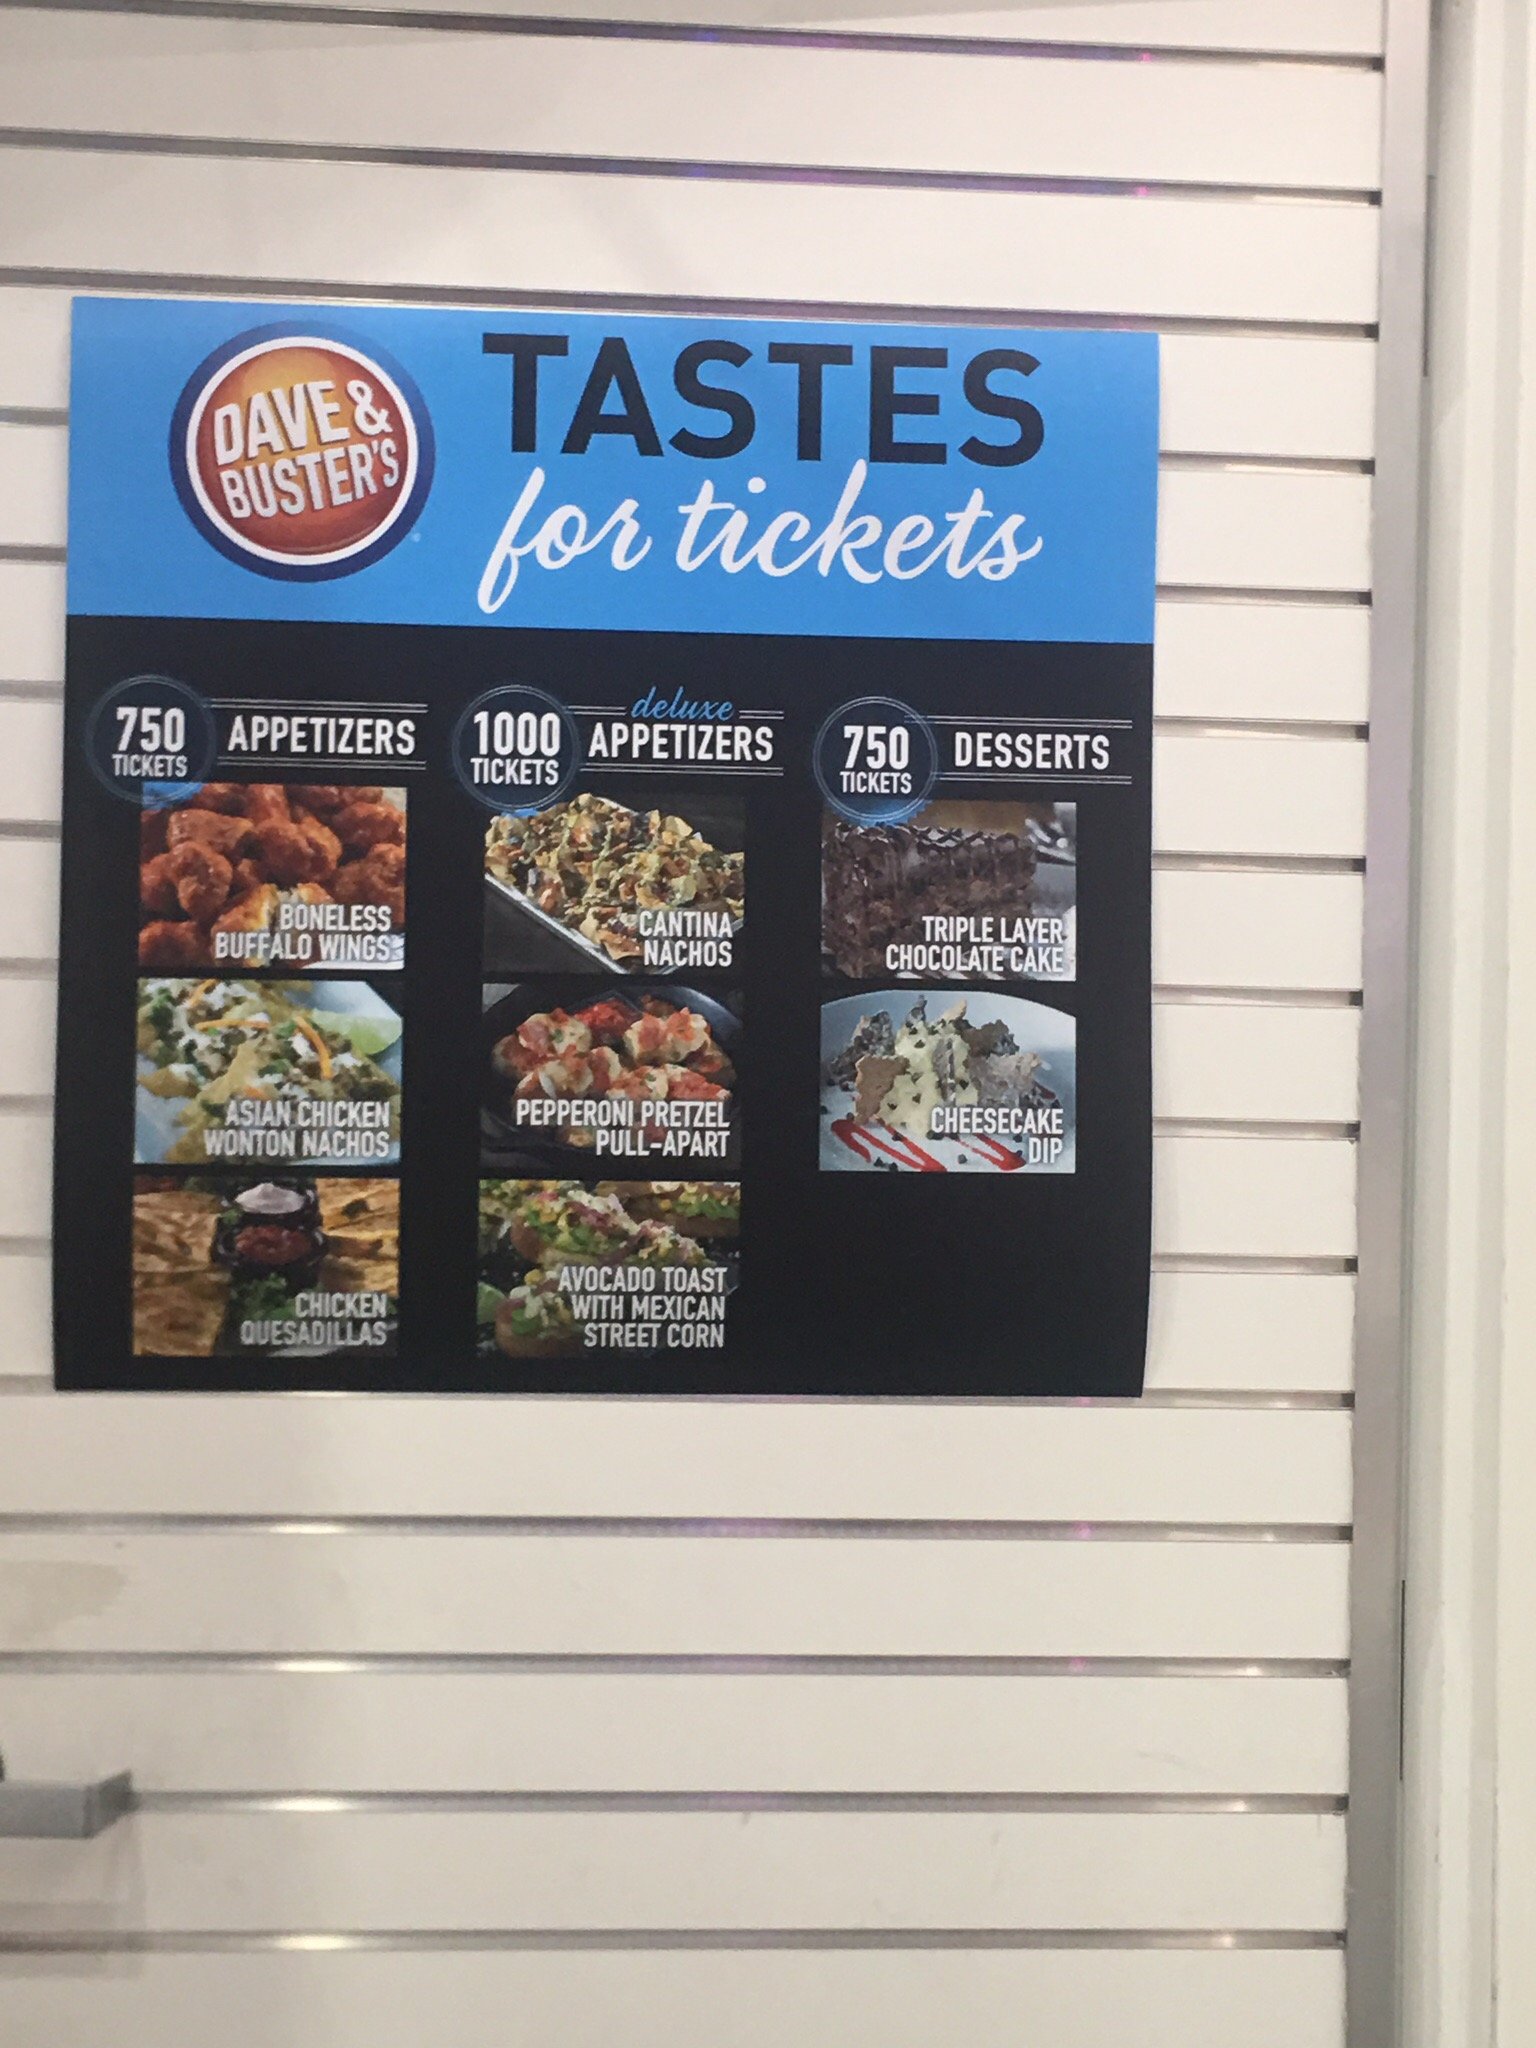 DAVE &
BUSTER'S
TASTES
for tickets
750
TICKETS
APPETIZERS
BONELESS
BUFFALO WINGS
ASIAN CHICKEN
WONTON NACHOS
CHICKEN
QUESADILLAS
1000
TICKETS
deluxe
APPETIZERS
CANTINA
NACHOS
PEPPERONI PRETZEL
PULL-APART
AVOCADO TOAST
WITH MEXICAN
STREET CORN
750
TICKETS
DESSERTS
TRIPLE LAYER
CHOCOLATE CAKE
CHEESECAKE
DIP